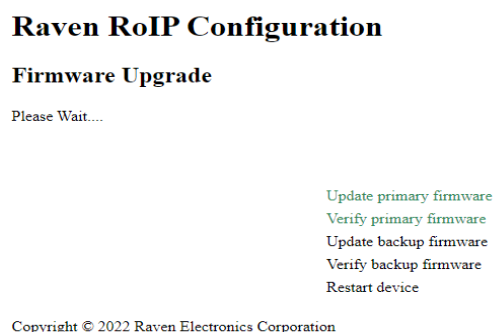 Raven RoIP Configuration
Firmware Upgrade
Please Wait....
Update primary firmware
Verify primary firmware
Update backup firmware
Verify backup firmware
Restart device
Copyright © 2022 Raven Electronics Corporation